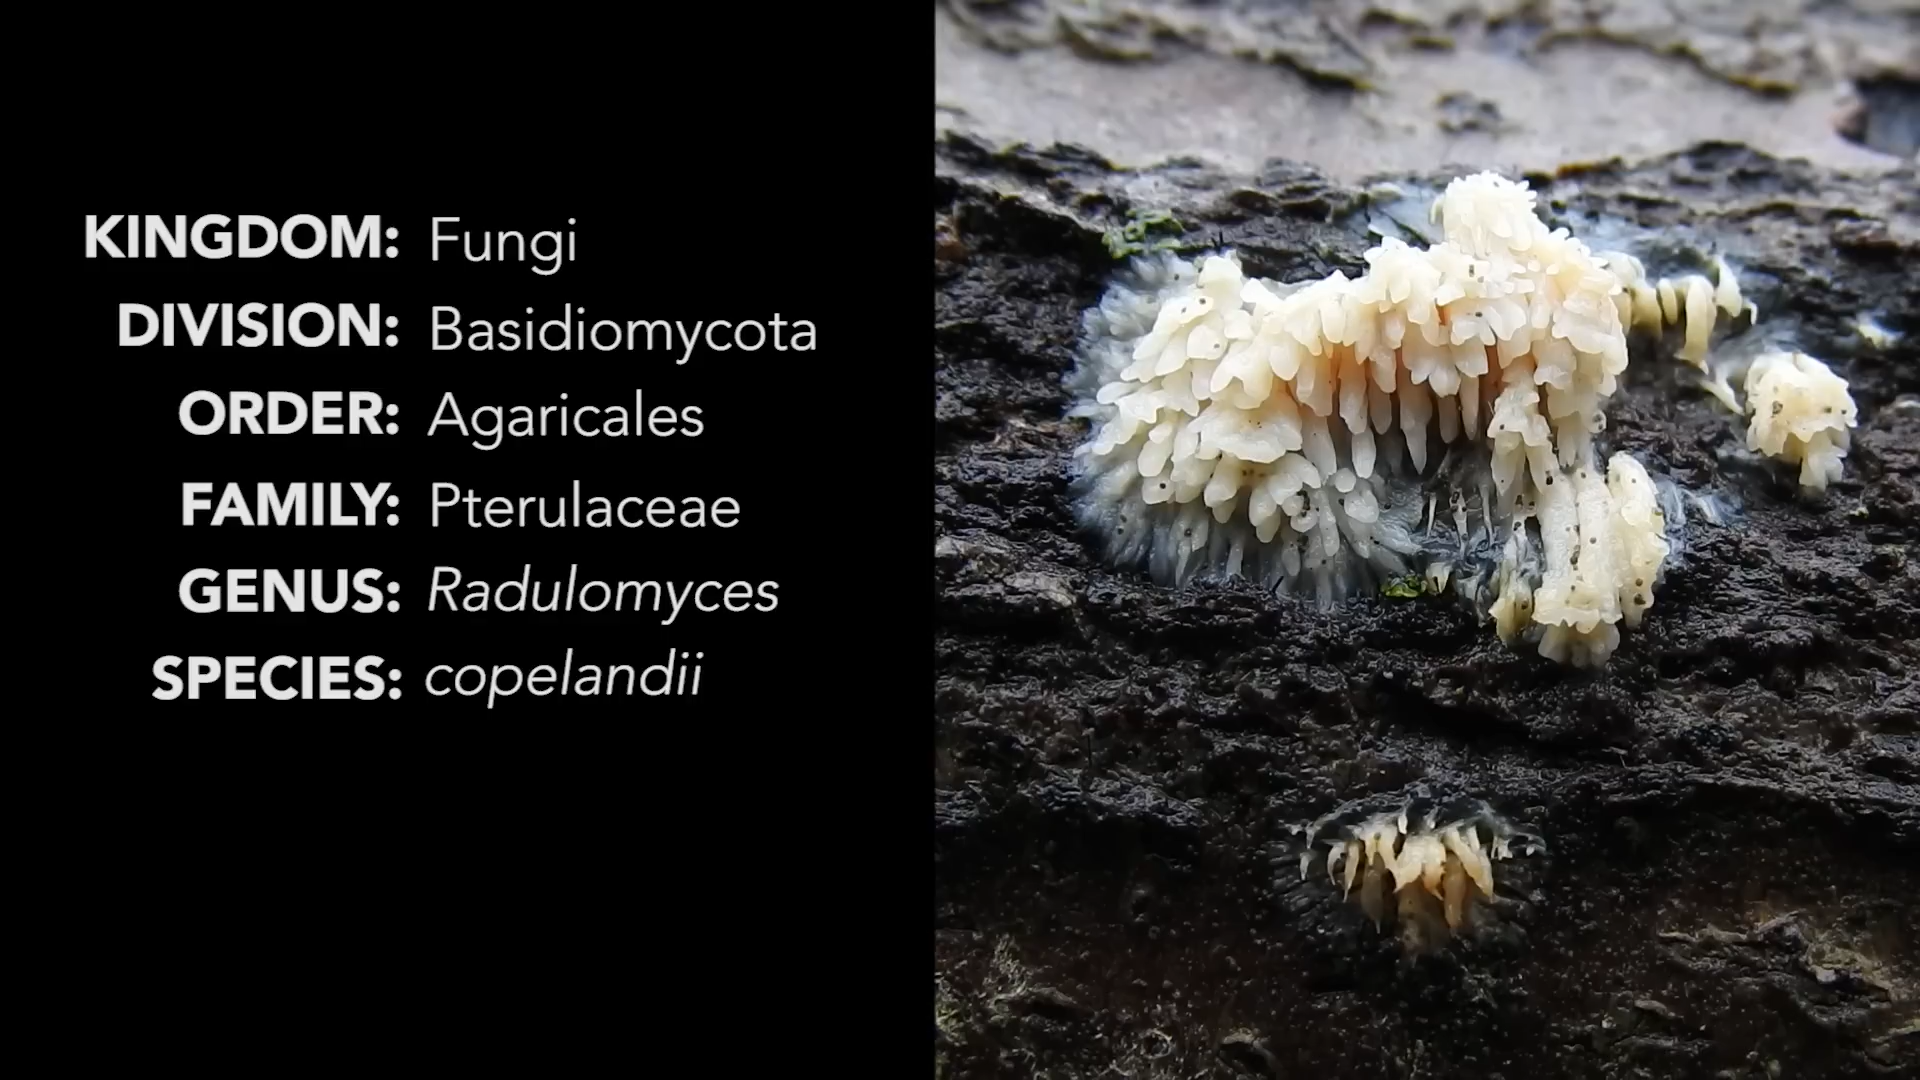 KINGDOM: Fungi
DIVISION: Basidiomycota
ORDER: Agaricales
FAMILY: Pterulaceae
GENUS: Radulomyces
SPECIES: copelandii